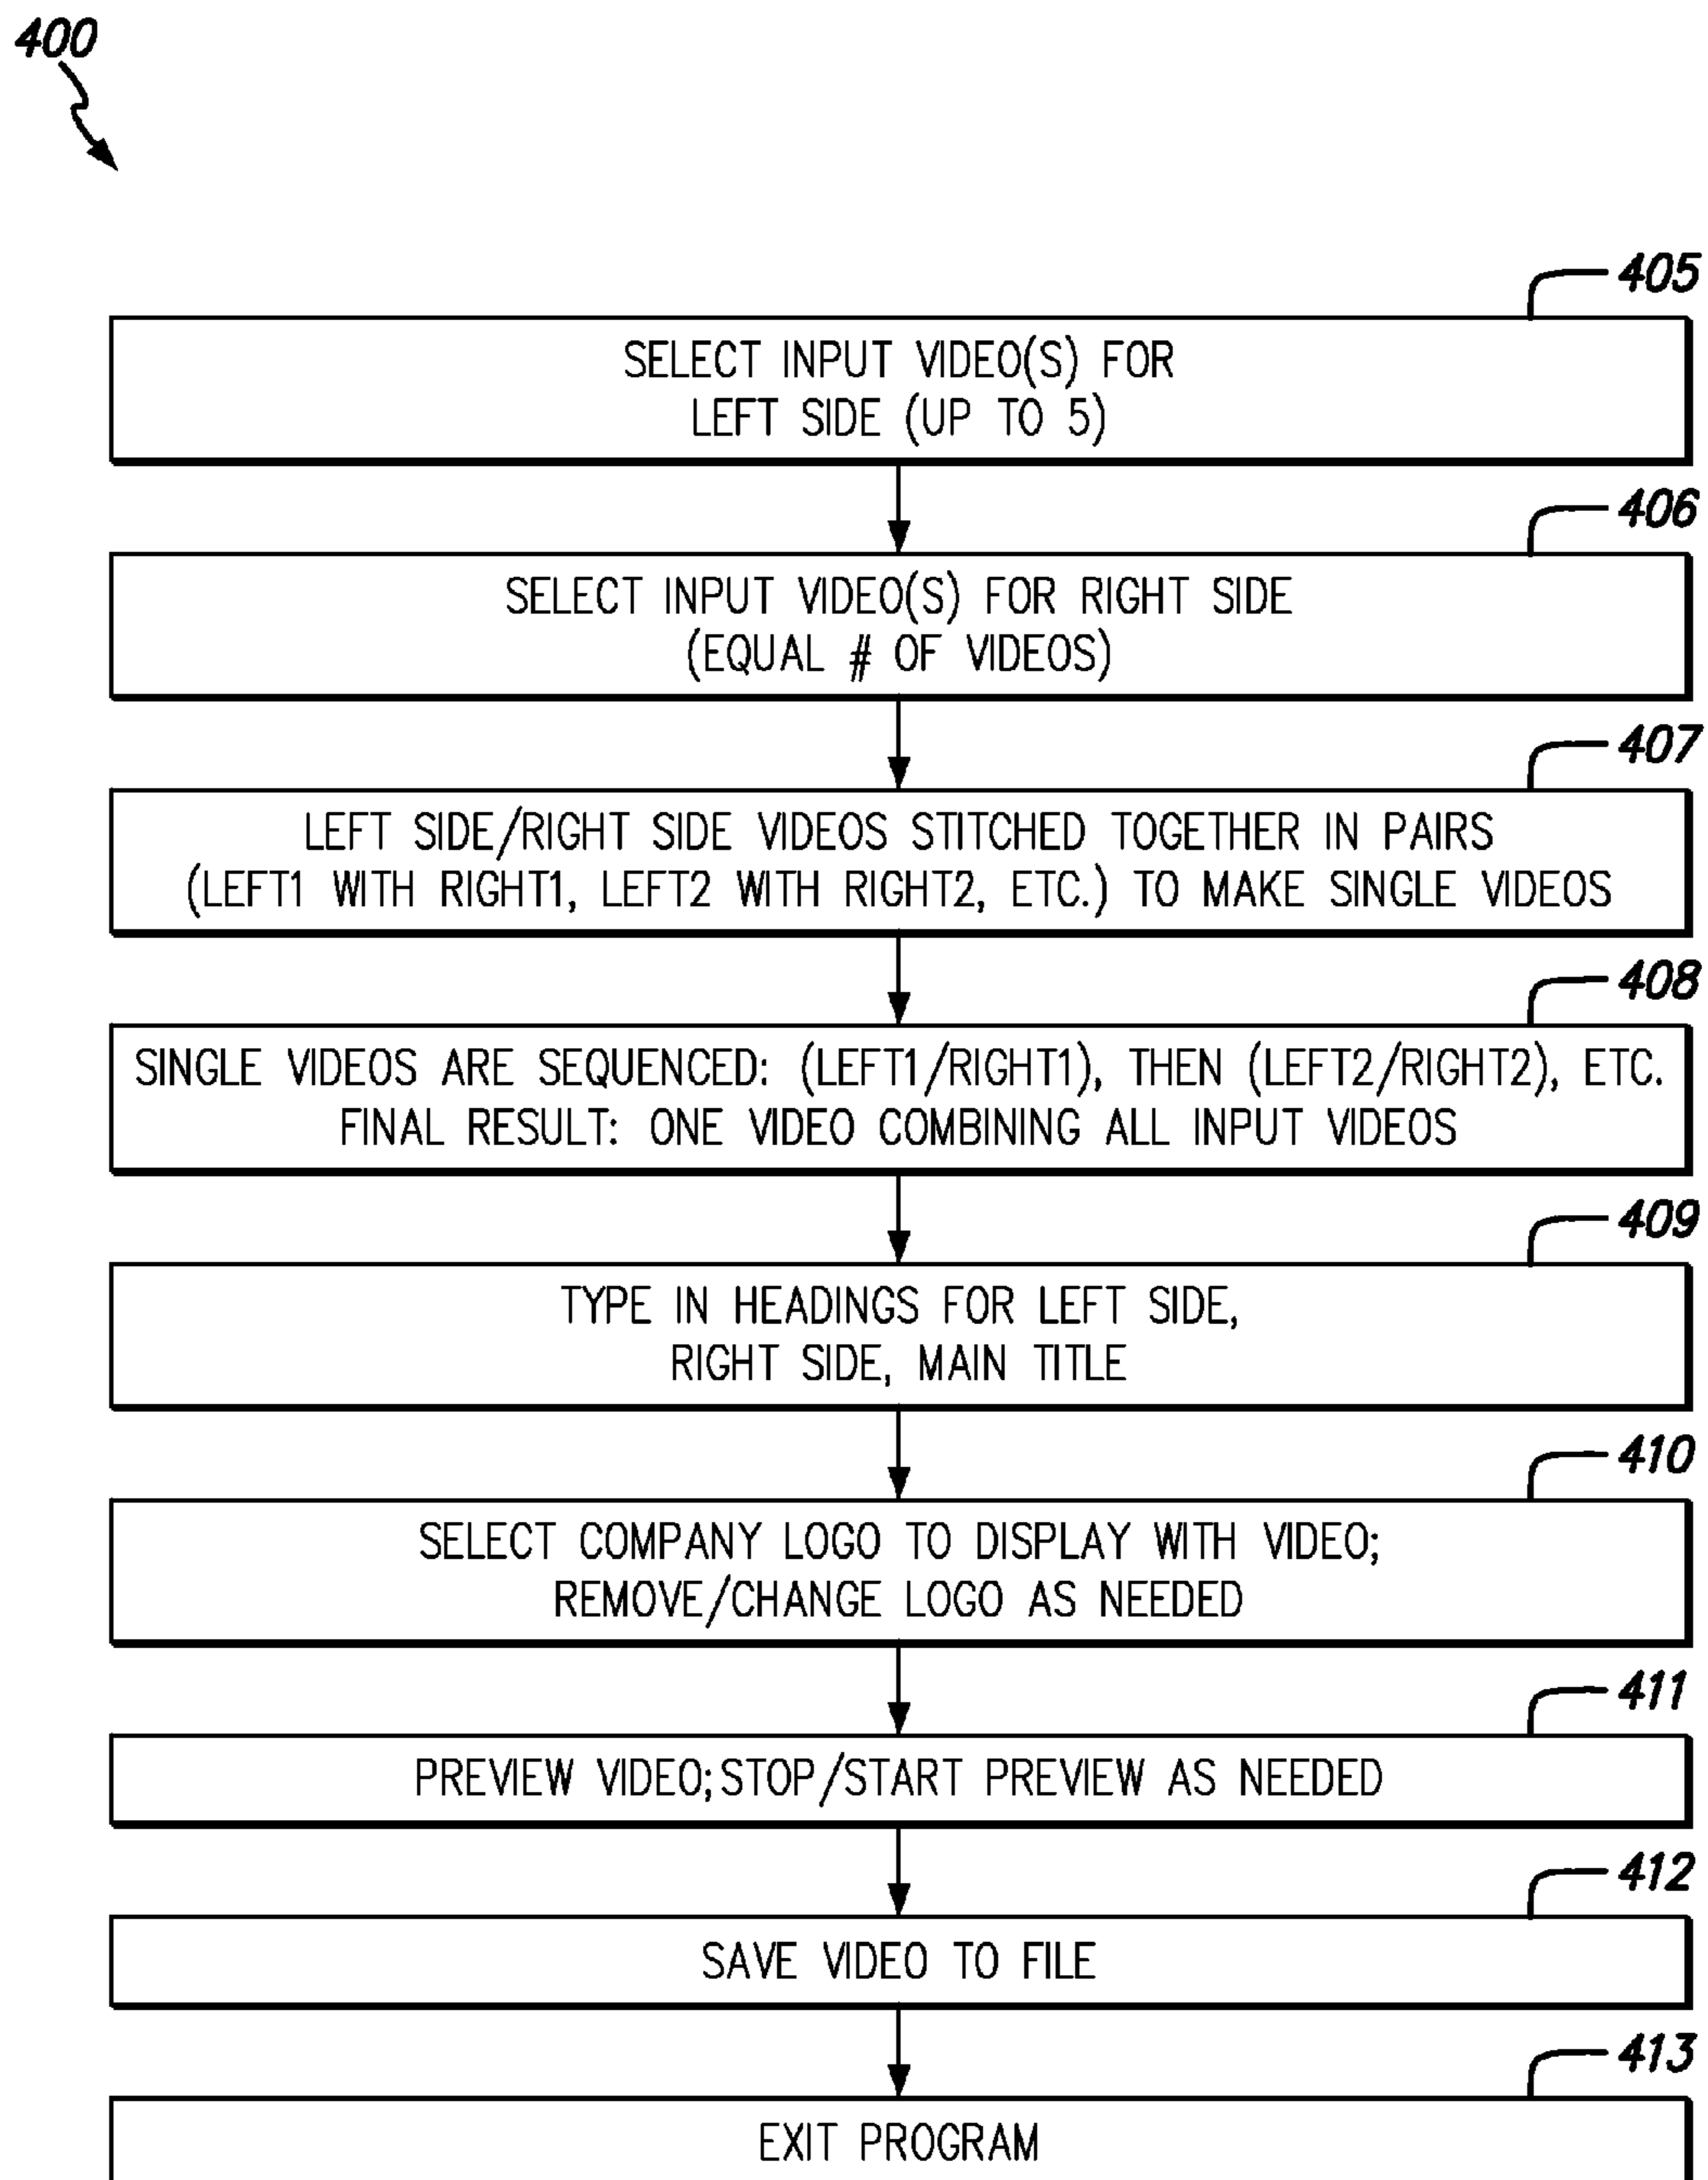 400
405
SELECT INPUT VIDEO(S) FOR
LEFT SIDE (UP TO 5)
406
SELECT INPUT VIDEO(S) FOR RIGHT SIDE
(EQUAL # OF VIDEOS)
407
LEFT SIDE/RIGHT SIDE VIDEOS STITCHED TOGETHER IN PAIRS
(LEFT1 WITH RIGHT1, LEFT2 WITH RIGHT2, ETC.) TO MAKE SINGLE VIDEOS
408
SINGLE VIDEOS ARE SEQUENCED: (LEFT1/RIGHT1), THEN (LEFT2/RIGHT2), ETC.
FINAL RESULT: ONE VIDEO COMBINING ALL INPUT VIDEOS
409
TYPE IN HEADINGS FOR LEFT SIDE,
RIGHT SIDE, MAIN TITLE
410
SELECT COMPANY LOGO TO DISPLAY WITH VIDEO;
REMOVE/CHANGE LOGO AS NEEDED
411
PREVIEW VIDEO;STOP/START PREVIEW AS NEEDED
412
SAVE VIDEO TO FILE
413
EXIT PROGRAM